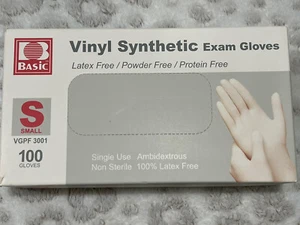 BASIC
Vinyl Synthetic Exam Gloves
Latex Free / Powder Free / Protein Free
S
SMALL
VGPF 3001
100
GLOVES
Single Use Ambidextrous
Non Sterile 100% Latex Free